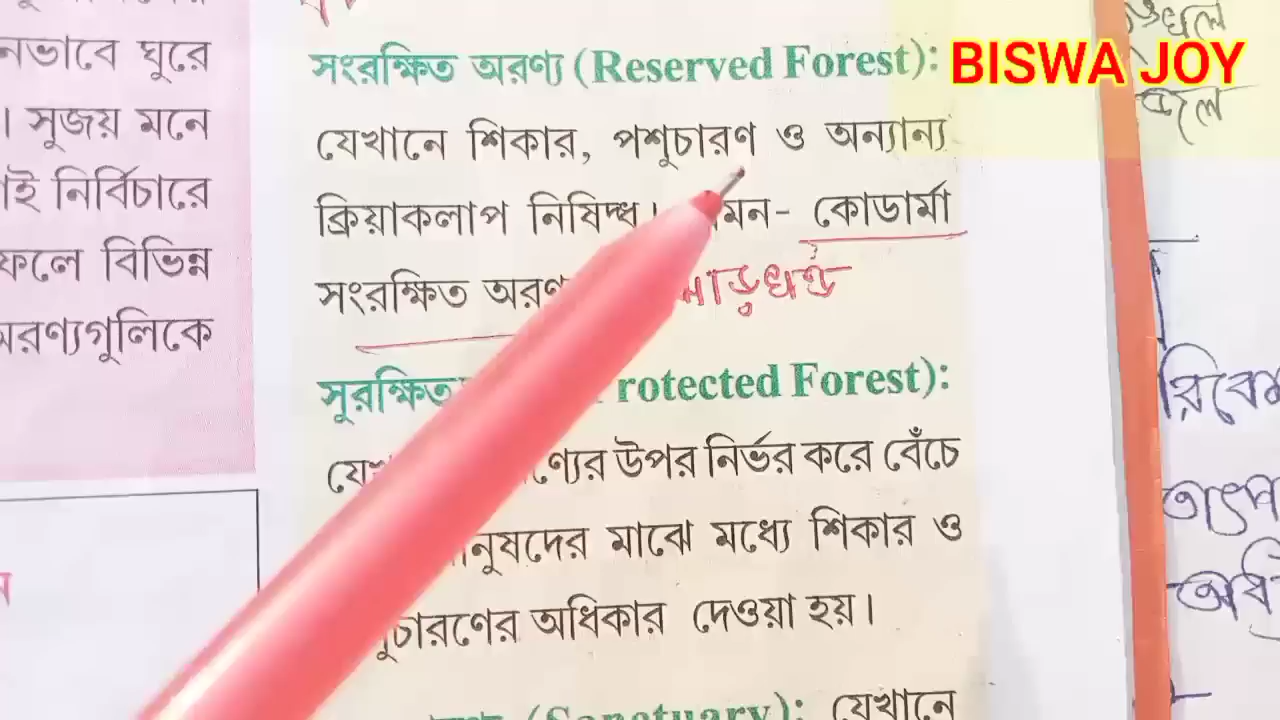 নভাবে ঘুরে
। সুজয় মনে
ই নির্বিচারে
ফলে বিভিন্ন
অরণ্যগুলিকে
সংরক্ষিত অরণ্য (Reserved Forest):
যেখানে শিকার, পশুচারণ ও অন্যান্য
ক্রিয়াকলাপ নিষিদ্ধ। মন- কোডার্মা
সংরক্ষিত অরণ
সুরক্ষিত rotected Forest):
ণ্যের উপর নির্ভর করে বেঁচে
নুষদের মাঝে মধ্যে শিকার ও
চারণের অধিকার দেওয়া হয়।
(Sanctuary): যেখানে
BISWA JOY